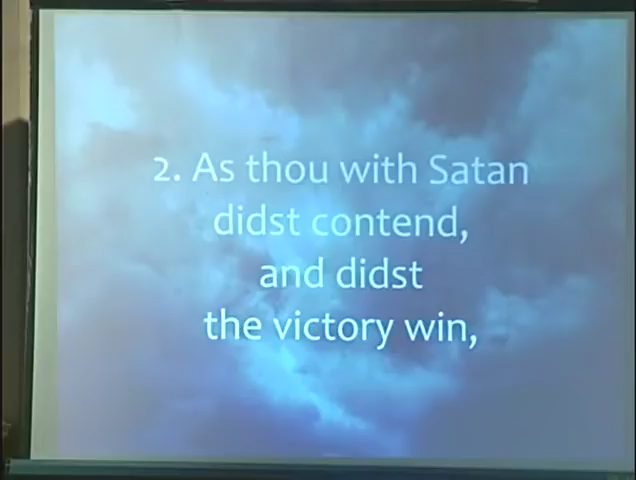 2. As thou with Satan
didst contend,
and didst
the victory win,